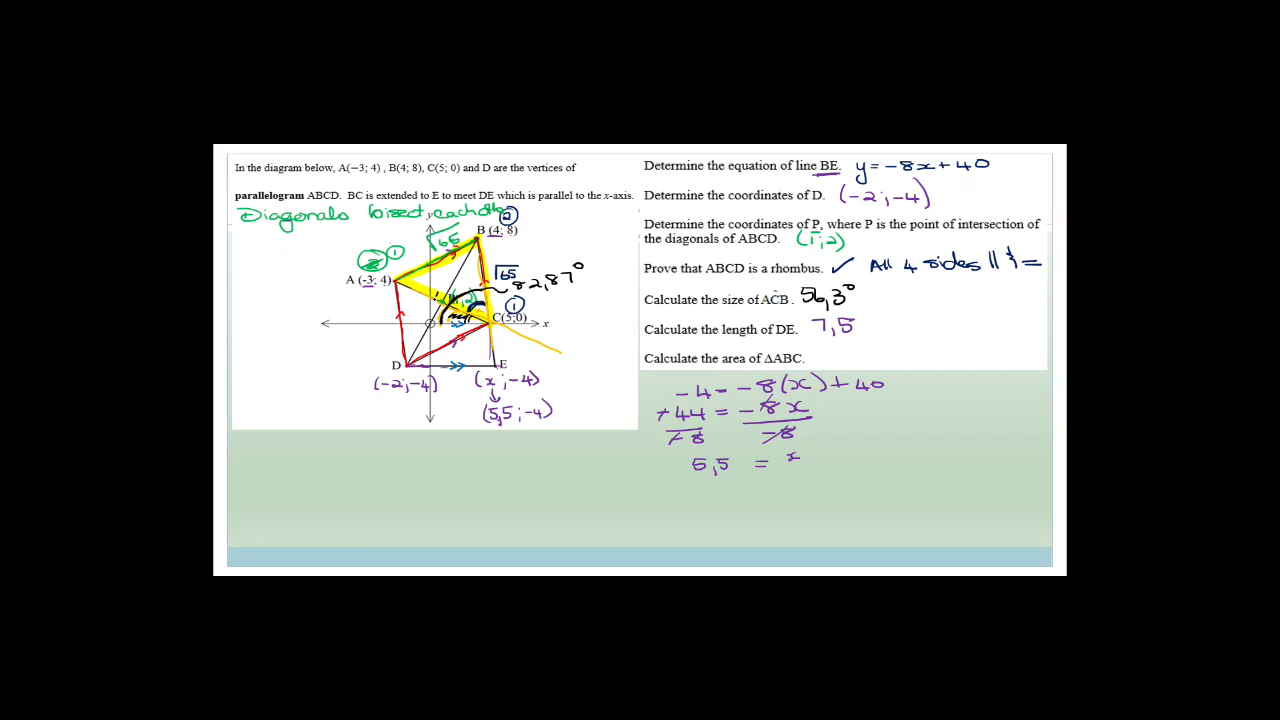 In the diagram below, A(−3; 4) , B(4; 8), C(5; 0) and D are the vertices of
parallelogram ABCD. BC is extended to E to meet DE which is parallel to the x-axis.
Diagonals bisect each other
y
②
B (4; 8)
√65
② ①
A (-3; 4)
√65
82,87°
(1;2)
①
C(5;0)
x
D
E
(-2;-4)
(x;-4)
(5,5;-4)
Determine the equation of line BE. y=-8x+40
Determine the coordinates of D. (-2;-4)
Determine the coordinates of P, where P is the point of intersection of
the diagonals of ABCD. (1;2)
Prove that ABCD is a rhombus. ✓ All 4 sides || & =
Calculate the size of AĈB. 56,3°
Calculate the length of DE. 7,5
Calculate the area of ΔABC.
-4=-8(x)+40
-44 = -8x
-8 -8
5,5 = x